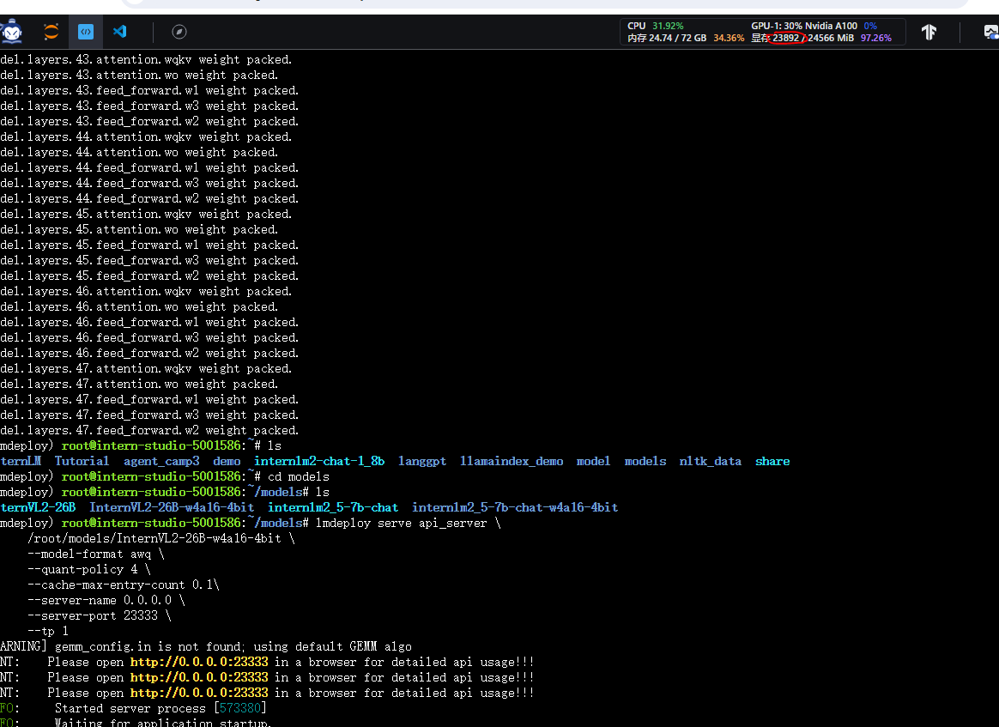 CPU 31.92% GPU-1: 30% Nvidia A100 0%
内存 24.74 / 72 GB 34.36% 显存 23892 / 24566 MiB 97.26%
del.layers.43.attention.wqkv weight packed.
del.layers.43.attention.wo weight packed.
del.layers.43.feed_forward.w1 weight packed.
del.layers.43.feed_forward.w3 weight packed.
del.layers.43.feed_forward.w2 weight packed.
del.layers.44.attention.wqkv weight packed.
del.layers.44.attention.wo weight packed.
del.layers.44.feed_forward.w1 weight packed.
del.layers.44.feed_forward.w3 weight packed.
del.layers.44.feed_forward.w2 weight packed.
del.layers.45.attention.wqkv weight packed.
del.layers.45.attention.wo weight packed.
del.layers.45.feed_forward.w1 weight packed.
del.layers.45.feed_forward.w3 weight packed.
del.layers.45.feed_forward.w2 weight packed.
del.layers.46.attention.wqkv weight packed.
del.layers.46.attention.wo weight packed.
del.layers.46.feed_forward.w1 weight packed.
del.layers.46.feed_forward.w3 weight packed.
del.layers.46.feed_forward.w2 weight packed.
del.layers.47.attention.wqkv weight packed.
del.layers.47.attention.wo weight packed.
del.layers.47.feed_forward.w1 weight packed.
del.layers.47.feed_forward.w3 weight packed.
del.layers.47.feed_forward.w2 weight packed.
mdeploy) root@intern-studio-5001586:~# ls
ternLM Tutorial agent_camp3 demo internlm2-chat-1_8b langgpt llamaindex_demo model models nltk_data share
mdeploy) root@intern-studio-5001586:~# cd models
mdeploy) root@intern-studio-5001586:~/models# ls
ternVL2-26B InternVL2-26B-w4a16-4bit internlm2_5-7b-chat internlm2_5-7b-chat-w4a16-4bit
mdeploy) root@intern-studio-5001586:~/models# lmdeploy serve api_server \
/root/models/InternVL2-26B-w4a16-4bit \
--model-format awq \
--quant-policy 4 \
--cache-max-entry-count 0.1\
--server-name 0.0.0.0 \
--server-port 23333 \
--tp 1
ARNING] gemm_config.in is not found; using default GEMM algo
NT: Please open http://0.0.0.0:23333 in a browser for detailed api usage!!!
NT: Please open http://0.0.0.0:23333 in a browser for detailed api usage!!!
NT: Please open http://0.0.0.0:23333 in a browser for detailed api usage!!!
FO: Started server process [573380]
FO: Waiting for application startup.